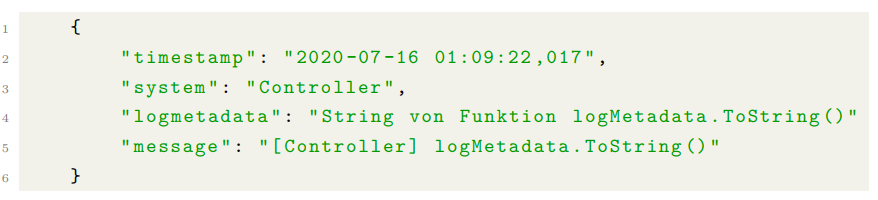 1 {
2 "timestamp": "2020-07-16 01:09:22,017",
3 "system": "Controller",
4 "logmetadata": "String von Funktion logMetadata.ToString()"
5 "message": "[Controller] logMetadata.ToString()"
6 }